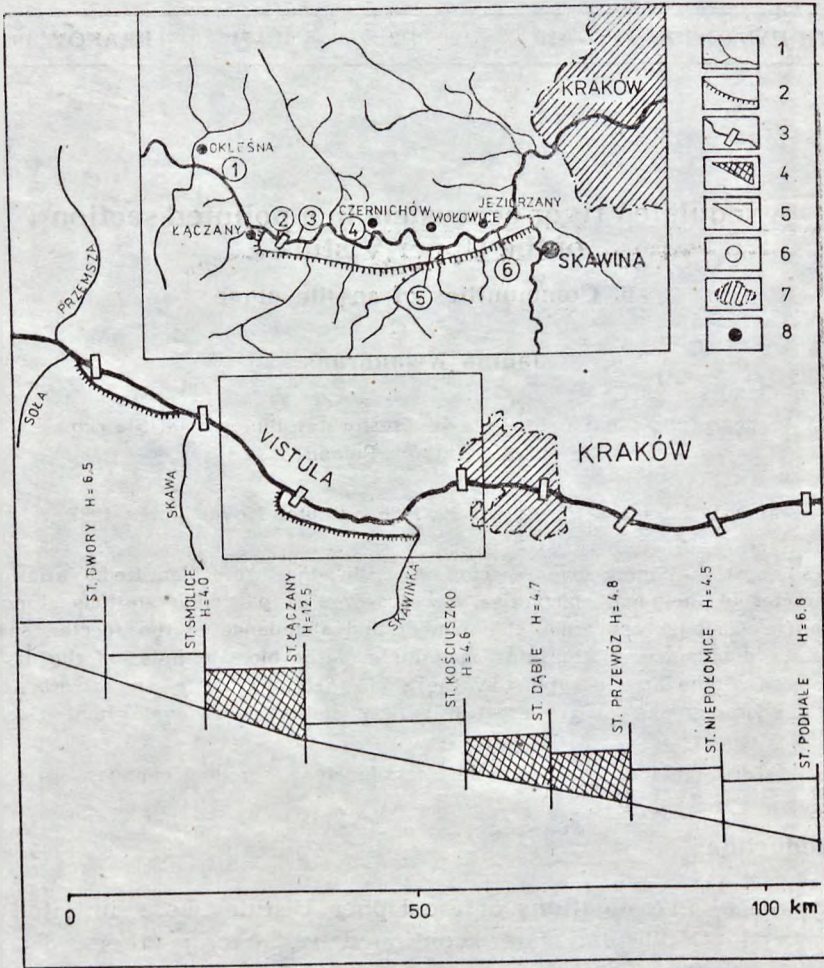 KRAKÓW
OKLEŚNA
1
ŁĄCZANY
2
3
4
CZERNICHÓW
WOŁOWICE
JEZIORZANY
5
6
SKAWINA
1
2
3
4
5
6
7
8
PRZEMSZA
SOŁA
SKAWA
VISTULA
SKAWINKA
KRAKÓW
ST. DWORY H=6.5
ST. SMOLICE
H=4.0
ST. ŁĄCZANY
H=12.5
ST. KOŚCIUSZKO
H=4.6
ST. DĄBIE H=4.7
ST. PRZEWÓZ H=4.8
ST. NIEPOŁOMICE H=4.5
ST. PODHALE H=6.8
0 50 100 km